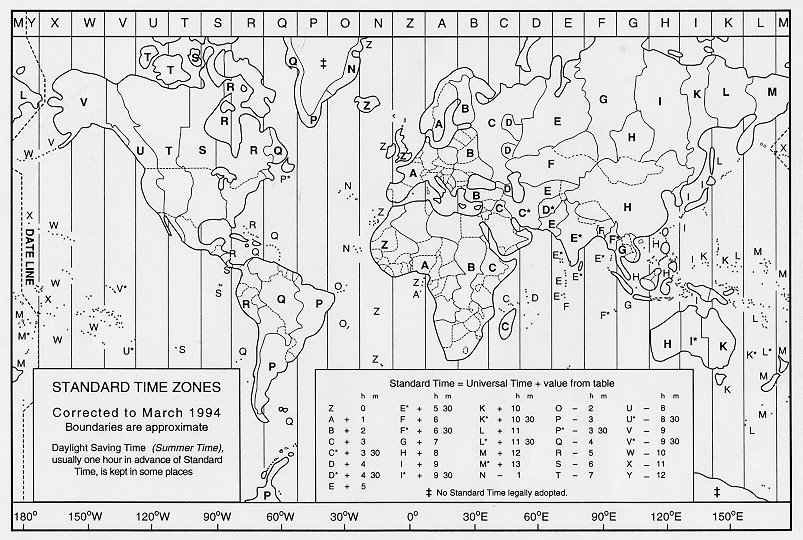 M Y X W V U T S R Q P O N Z A B C D E F G H I K L M
DATE LINE
STANDARD TIME ZONES
Corrected to March 1994
Boundaries are approximate
Daylight Saving Time (Summer Time),
usually one hour in advance of Standard
Time, is kept in some places
Standard Time = Universal Time + value from table
h m h m h m h m h m
Z 0 E* + 5 30 K + 10 O – 2 U – 8
A + 1 F + 6 K* + 10 30 P – 3 U* – 8 30
B + 2 F* + 6 30 L + 11 P* – 3 30 V – 9
C + 3 G + 7 L* + 11 30 Q – 4 V* – 9 30
C* + 3 30 H + 8 M + 12 R – 5 W – 10
D + 4 I + 9 M* + 13 S – 6 X – 11
D* + 4 30 I* + 9 30 N – 1 T – 7 Y – 12
E + 5
‡ No Standard Time legally adopted.
180° 150°W 120°W 90°W 60°W 30°W 0° 30°E 60°E 90°E 120°E 150°E